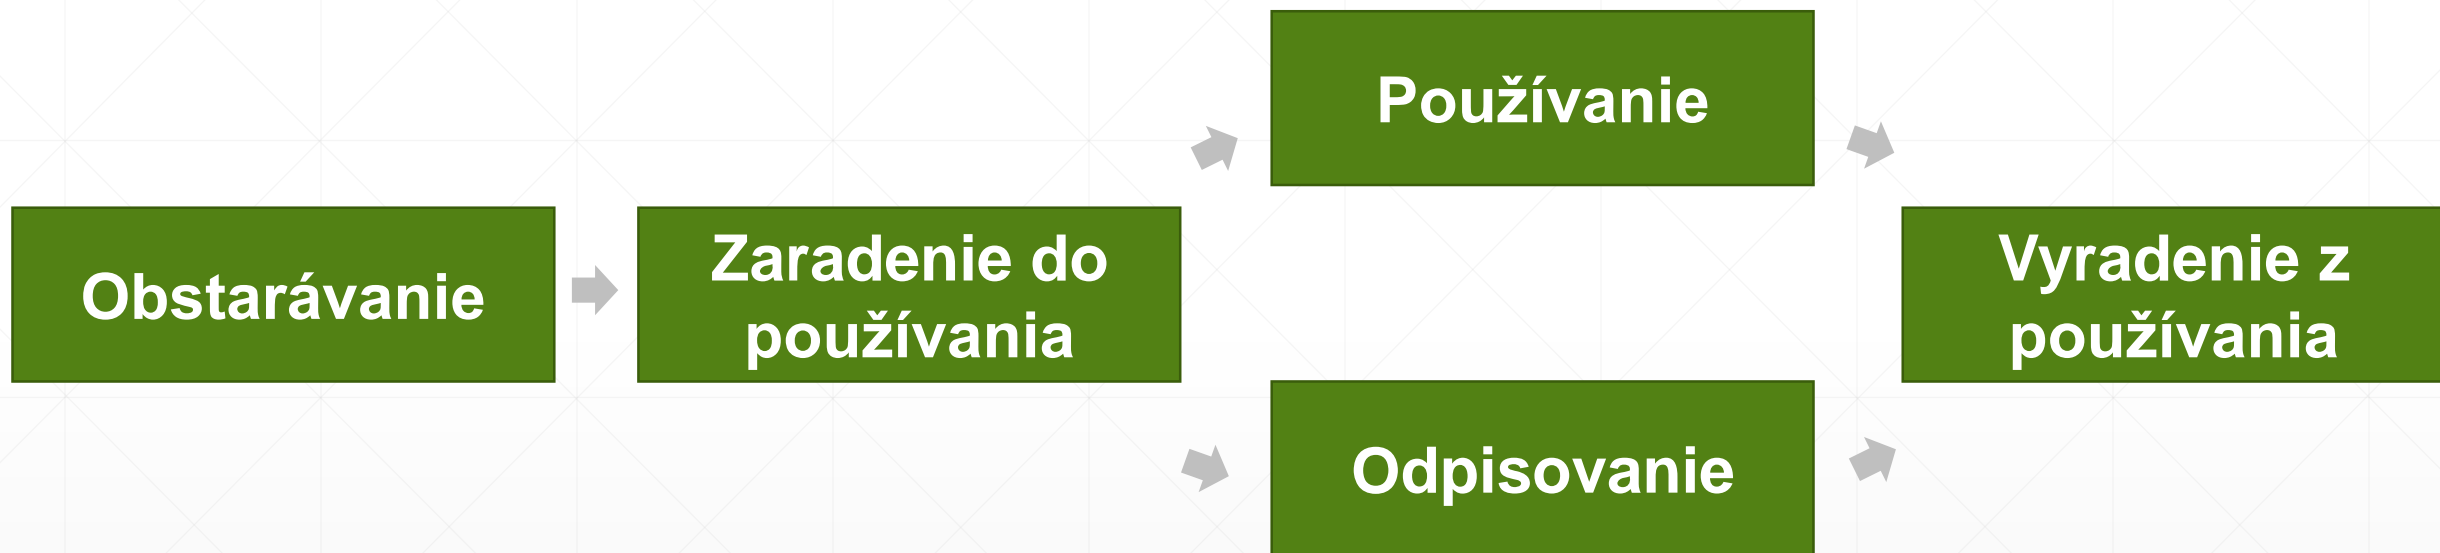 Obstarávanie
Zaradenie do
používania
Používanie
Odpisovanie
Vyradenie z
používania